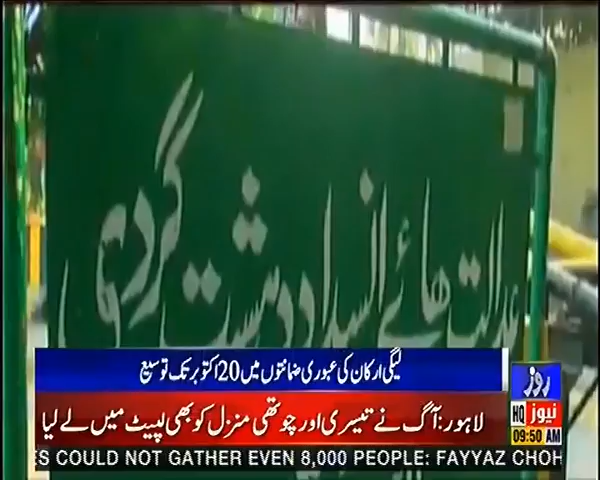 عدالت ھائے انسداد دہشت گردی
لیگی ارکان کی عبوری ضمانتوں میں 20 اکتوبر تک توسیع
لاہور: آگ نے تیسری اور چوتھی منزل کو بھی لپیٹ میں لے لیا
روز
HQ نیوز
09:50 AM
ES COULD NOT GATHER EVEN 8,000 PEOPLE: FAYYAZ CHOH